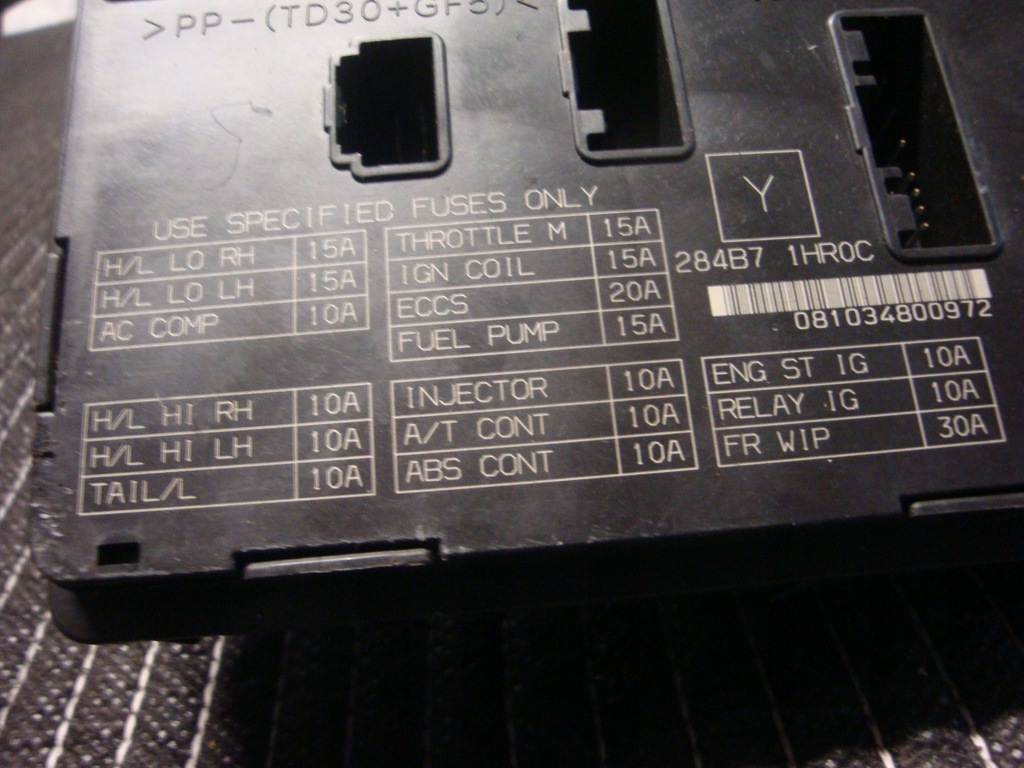 >PP-(TD30+GF5)<
USE SPECIFIED FUSES ONLY
H/L LO RH 15A
H/L LO LH 15A
AC COMP 10A
THROTTLE M 15A
IGN COIL 15A
ECCS 20A
FUEL PUMP 15A
Y
284B7 1HR0C
081034800972
H/L HI RH 10A
H/L HI LH 10A
TAIL/L 10A
INJECTOR 10A
A/T CONT 10A
ABS CONT 10A
ENG ST IG 10A
RELAY IG 10A
FR WIP 30A